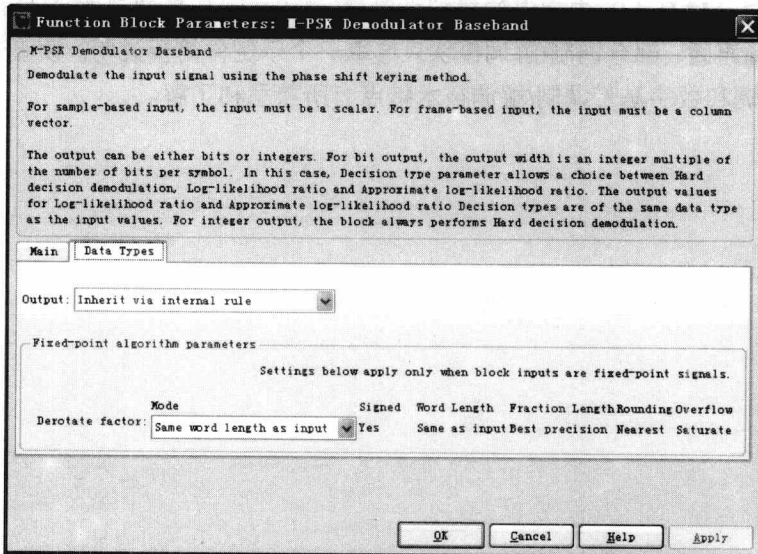 Function Block Parameters: M-PSK Demodulator Baseband
M-PSK Demodulator Baseband
Demodulate the input signal using the phase shift keying method.
For sample-based input, the input must be a scalar. For frame-based input, the input must be a column
vector.
The output can be either bits or integers. For bit output, the output width is an integer multiple of
the number of bits per symbol. In this case, Decision type parameter allows a choice between Hard
decision demodulation, Log-likelihood ratio and Approximate log-likelihood ratio. The output values
for Log-likelihood ratio and Approximate log-likelihood ratio Decision types are of the same data type
as the input values. For integer output, the block always performs Hard decision demodulation.
Main Data Types
Output: Inherit via internal rule
Fixed-point algorithm parameters
Settings below apply only when block inputs are fixed-point signals.
Mode Signed Word Length Fraction Length Rounding Overflow
Derotate factor: Same word length as input Yes Same as input Best precision Nearest Saturate
OK Cancel Help Apply